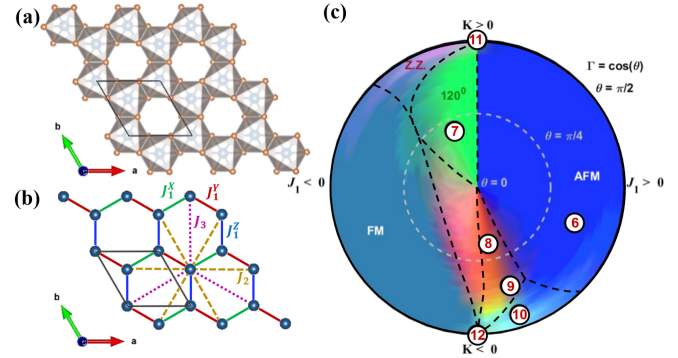 (a)
b
a
(b)
J₁ˣ
J₁ʸ
J₃
J₁ᶻ
J₂
b
a
(c)
K > 0
11
Z.Z.
Γ = cos(θ)
θ = π/2
120⁰
7
θ = π/4
J₁ < 0
θ = 0
AFM
J₁ > 0
FM
6
8
9
10
12
K < 0